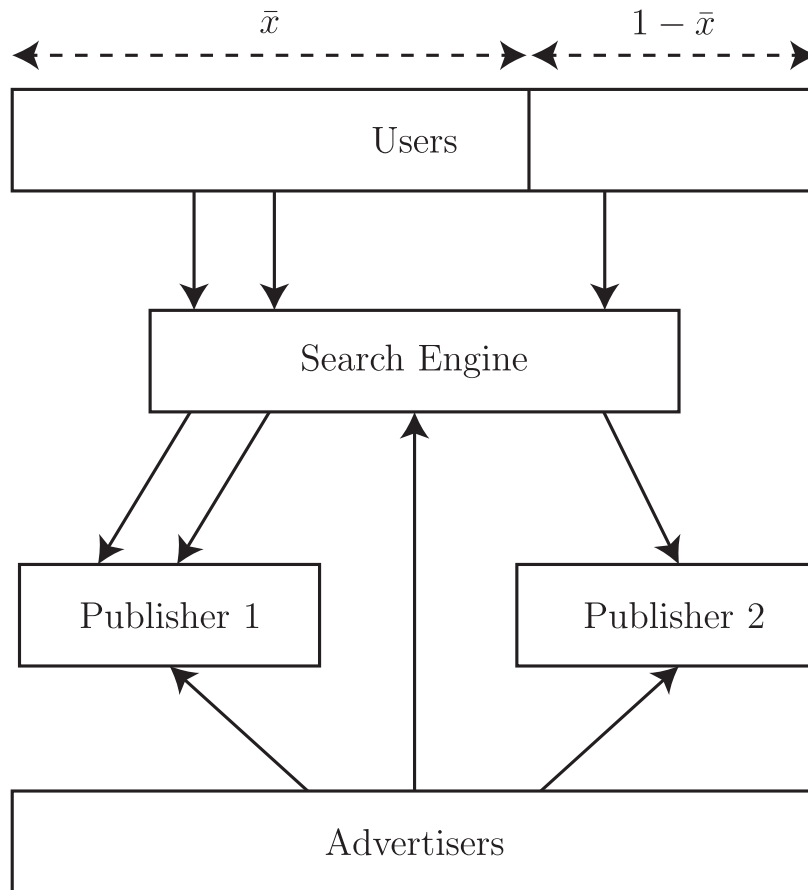 x̄ 1 − x̄
Users
Search Engine
Publisher 1 Publisher 2
Advertisers